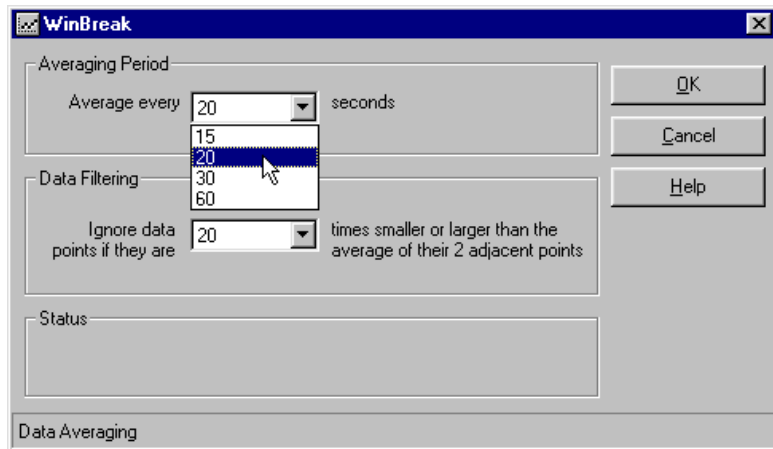 WinBreak
Averaging Period
Average every 20 seconds
15
20
30
60
Data Filtering
Ignore data points if they are 20 times smaller or larger than the average of their 2 adjacent points
Status
OK
Cancel
Help
Data Averaging